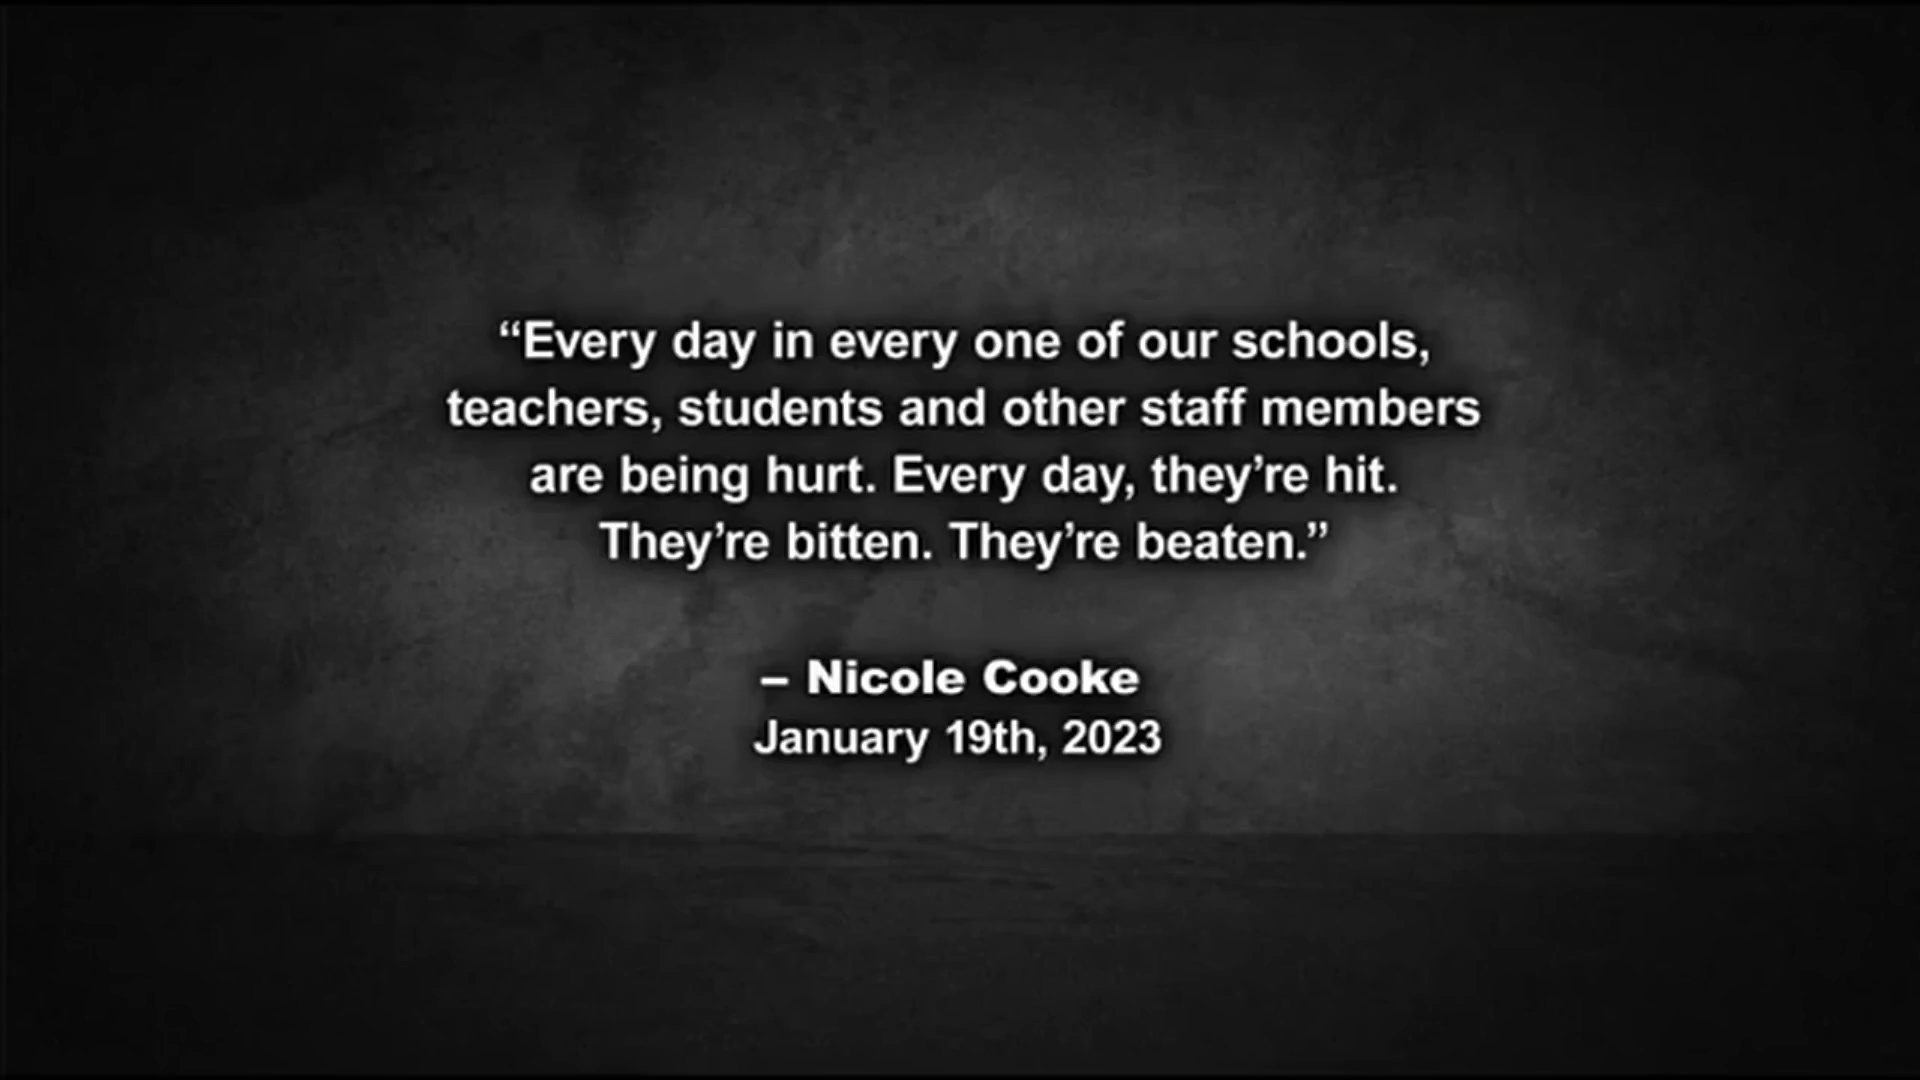 “Every day in every one of our schools,
teachers, students and other staff members
are being hurt. Every day, they’re hit.
They’re bitten. They’re beaten.”
– Nicole Cooke
January 19th, 2023